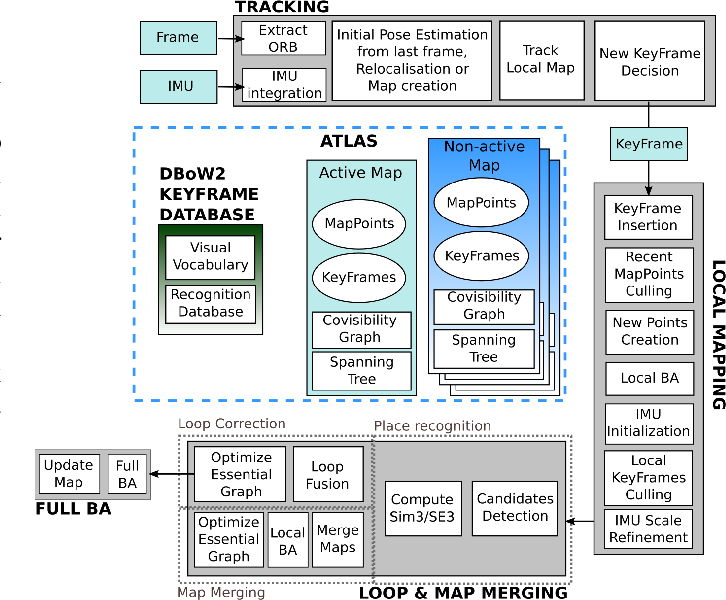 TRACKING
Frame
Extract
ORB
IMU
IMU
integration
Initial Pose Estimation
from last frame,
Relocalisation or
Map creation
Track
Local Map
New KeyFrame
Decision
KeyFrame
ATLAS
DBoW2
KEYFRAME
DATABASE
Visual
Vocabulary
Recognition
Database
Active Map
MapPoints
KeyFrames
Covisibility
Graph
Spanning
Tree
Non-active
Map
MapPoints
KeyFrames
Covisibility
Graph
Spanning
Tree
LOCAL MAPPING
KeyFrame
Insertion
Recent
MapPoints
Culling
New Points
Creation
Local BA
IMU
Initialization
Local
KeyFrames
Culling
IMU Scale
Refinement
Loop Correction
Place recognition
Optimize
Essential
Graph
Loop
Fusion
Compute
Sim3/SE3
Candidates
Detection
Update
Map
Full
BA
FULL BA
Optimize
Essential
Graph
Local
BA
Merge
Maps
Map Merging
LOOP & MAP MERGING